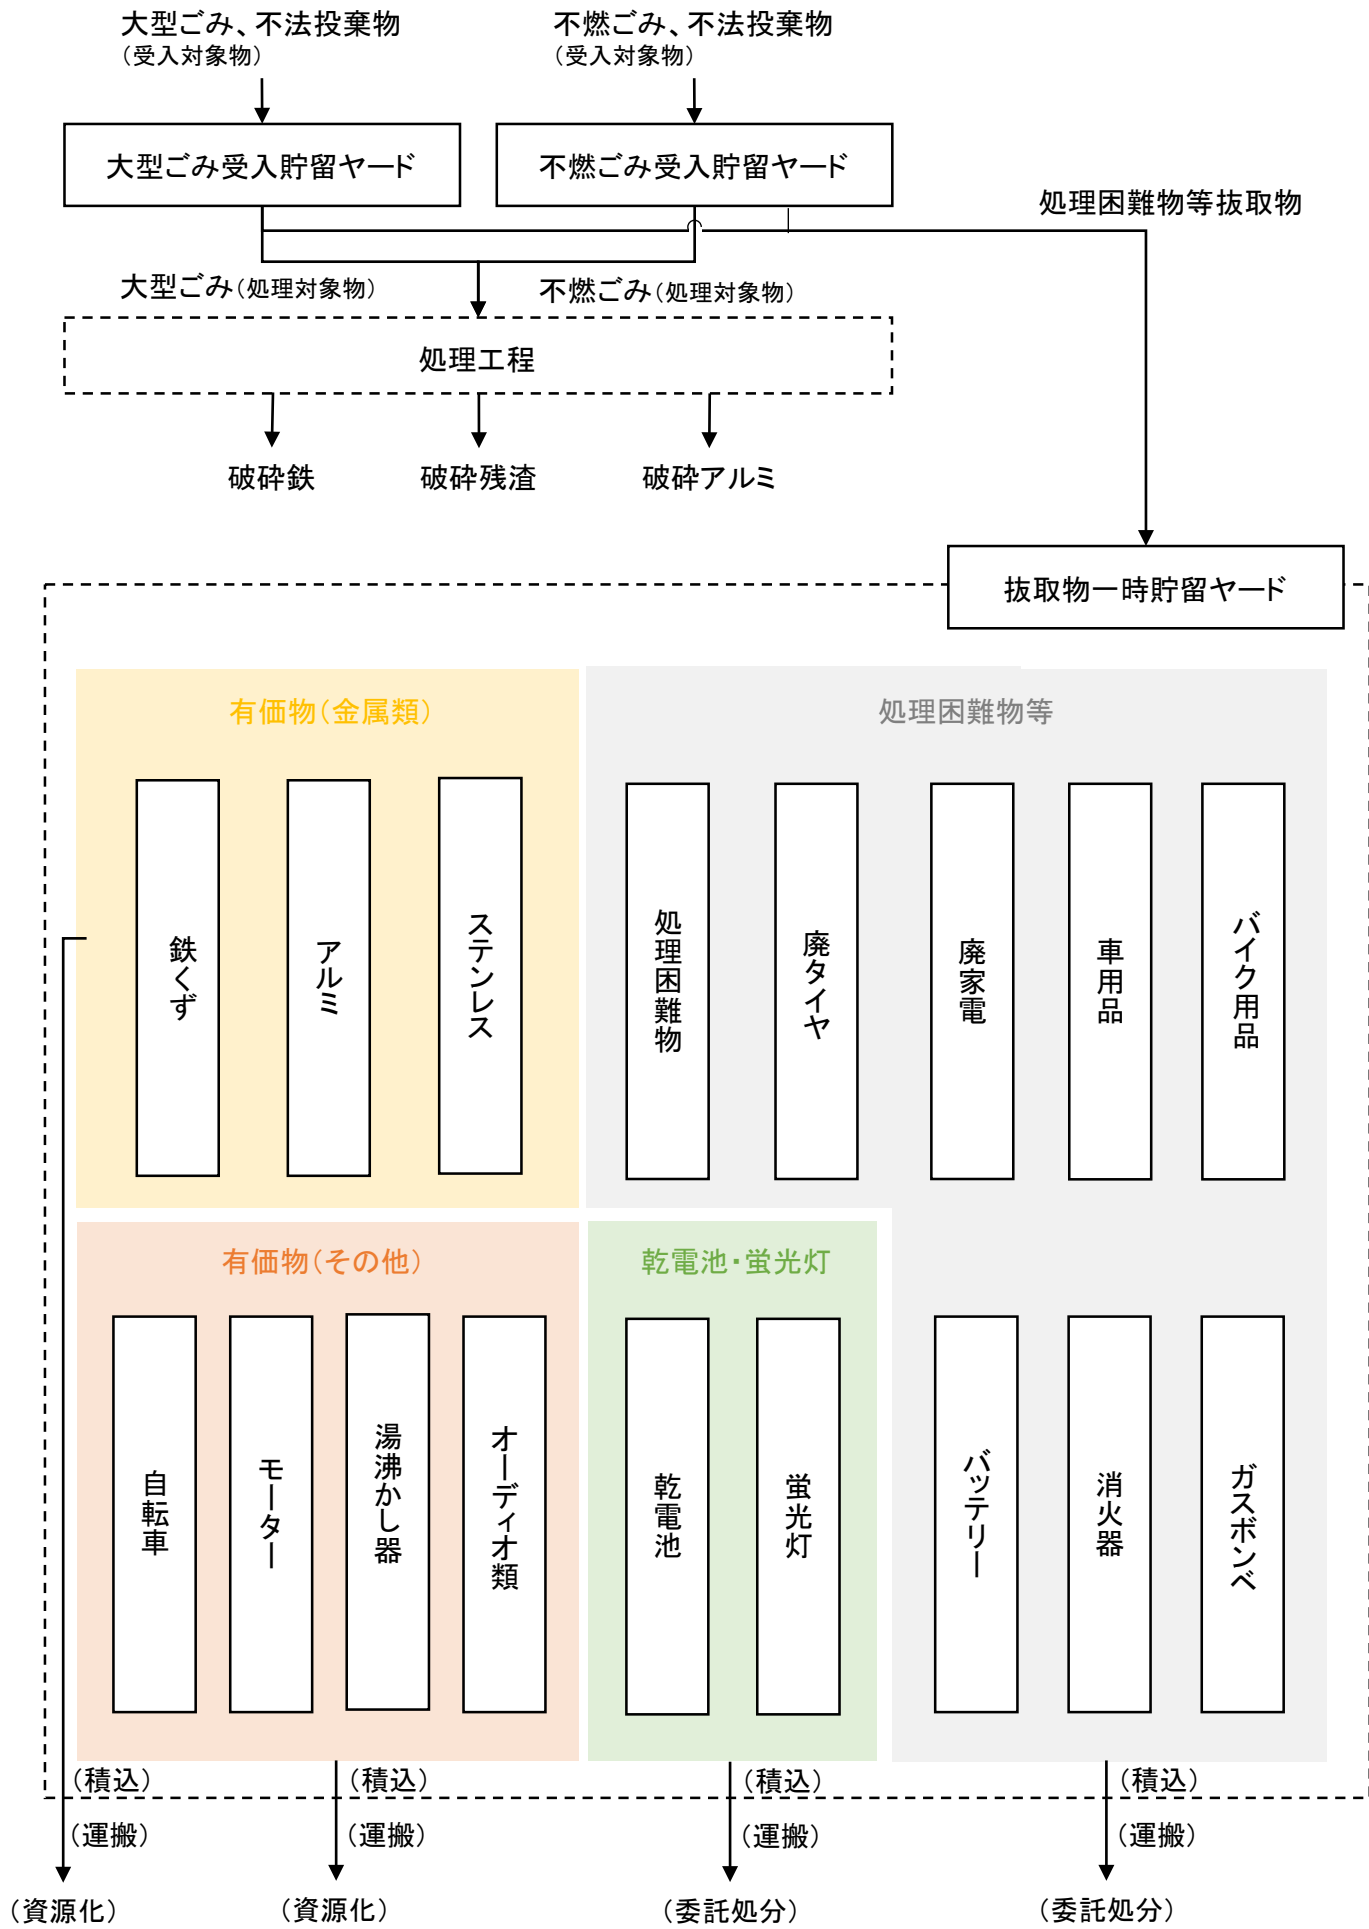 大型ごみ、不法投棄物
（受入対象物）
不燃ごみ、不法投棄物
（受入対象物）
大型ごみ受入貯留ヤード
不燃ごみ受入貯留ヤード
処理困難物等抜取物
大型ごみ（処理対象物）
不燃ごみ（処理対象物）
処理工程
破砕鉄
破砕残渣
破砕アルミ
抜取物一時貯留ヤード
有価物（金属類）
処理困難物等
鉄くず
アルミ
ステンレス
処理困難物
廃タイヤ
廃家電
車用品
バイク用品
有価物（その他）
乾電池・蛍光灯
自転車
モーター
湯沸かし器
オーディオ類
乾電池
蛍光灯
バッテリー
消火器
ガスボンベ
（積込）
（積込）
（積込）
（積込）
（運搬）
（運搬）
（運搬）
（運搬）
（資源化）
（資源化）
（委託処分）
（委託処分）